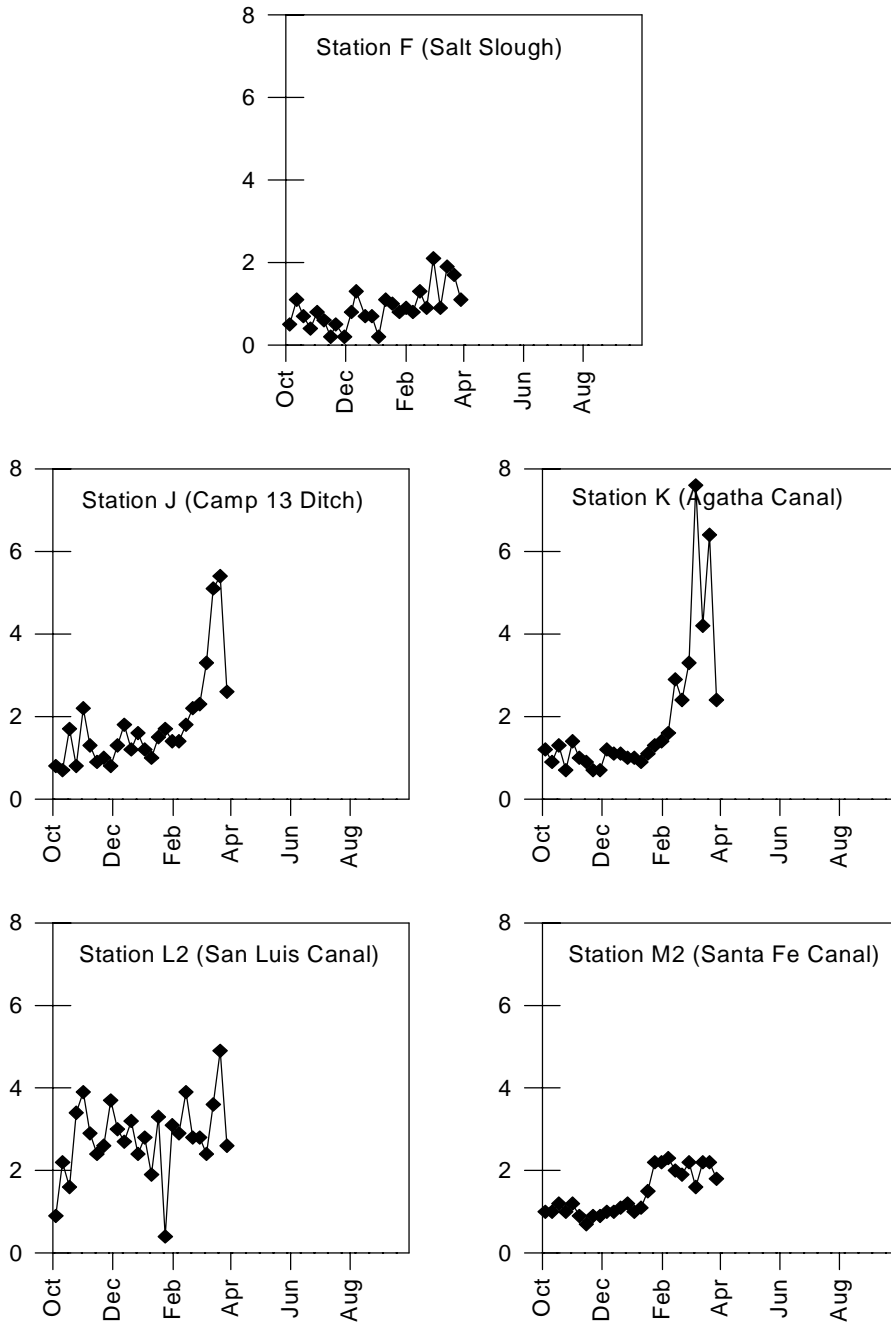 8
Station F (Salt Slough)
6
4
2
0
Oct
Dec
Feb
Apr
Jun
Aug
8
Station J (Camp 13 Ditch)
6
4
2
0
Oct
Dec
Feb
Apr
Jun
Aug
8
Station K (Agatha Canal)
6
4
2
0
Oct
Dec
Feb
Apr
Jun
Aug
8
Station L2 (San Luis Canal)
6
4
2
0
Oct
Dec
Feb
Apr
Jun
Aug
8
Station M2 (Santa Fe Canal)
6
4
2
0
Oct
Dec
Feb
Apr
Jun
Aug